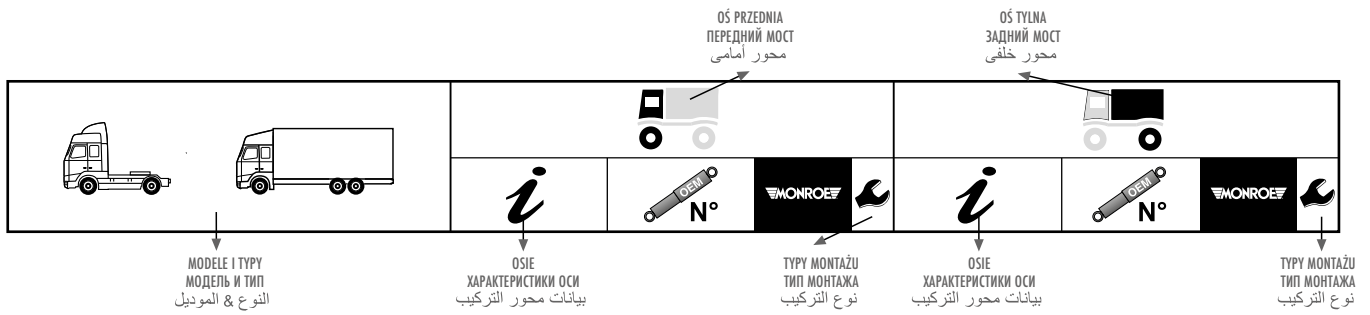 OŚ PRZEDNIA
ПЕРЕДНИЙ МОСТ
محور أمامى
OŚ TYLNA
ЗАДНИЙ МОСТ
محور خلفى
OEM
N°
MONROE
OEM
N°
MONROE
MODELE I TYPY
МОДЕЛЬ И ТИП
النوع & الموديل
OSIE
ХАРАКТЕРИСТИКИ ОСИ
بيانات محور التركيب
TYPY MONTAŻU
ТИП МОНТАЖА
نوع التركيب
OSIE
ХАРАКТЕРИСТИКИ ОСИ
بيانات محور التركيب
TYPY MONTAŻU
ТИП МОНТАЖА
نوع التركيب